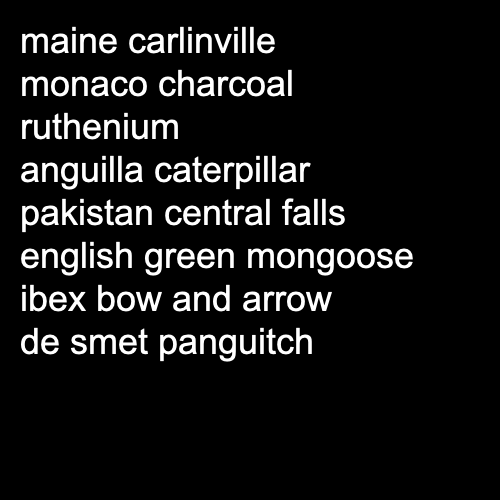 maine carlinville
monaco charcoal
ruthenium
anguilla caterpillar
pakistan central falls
english green mongoose
ibex bow and arrow
de smet panguitch